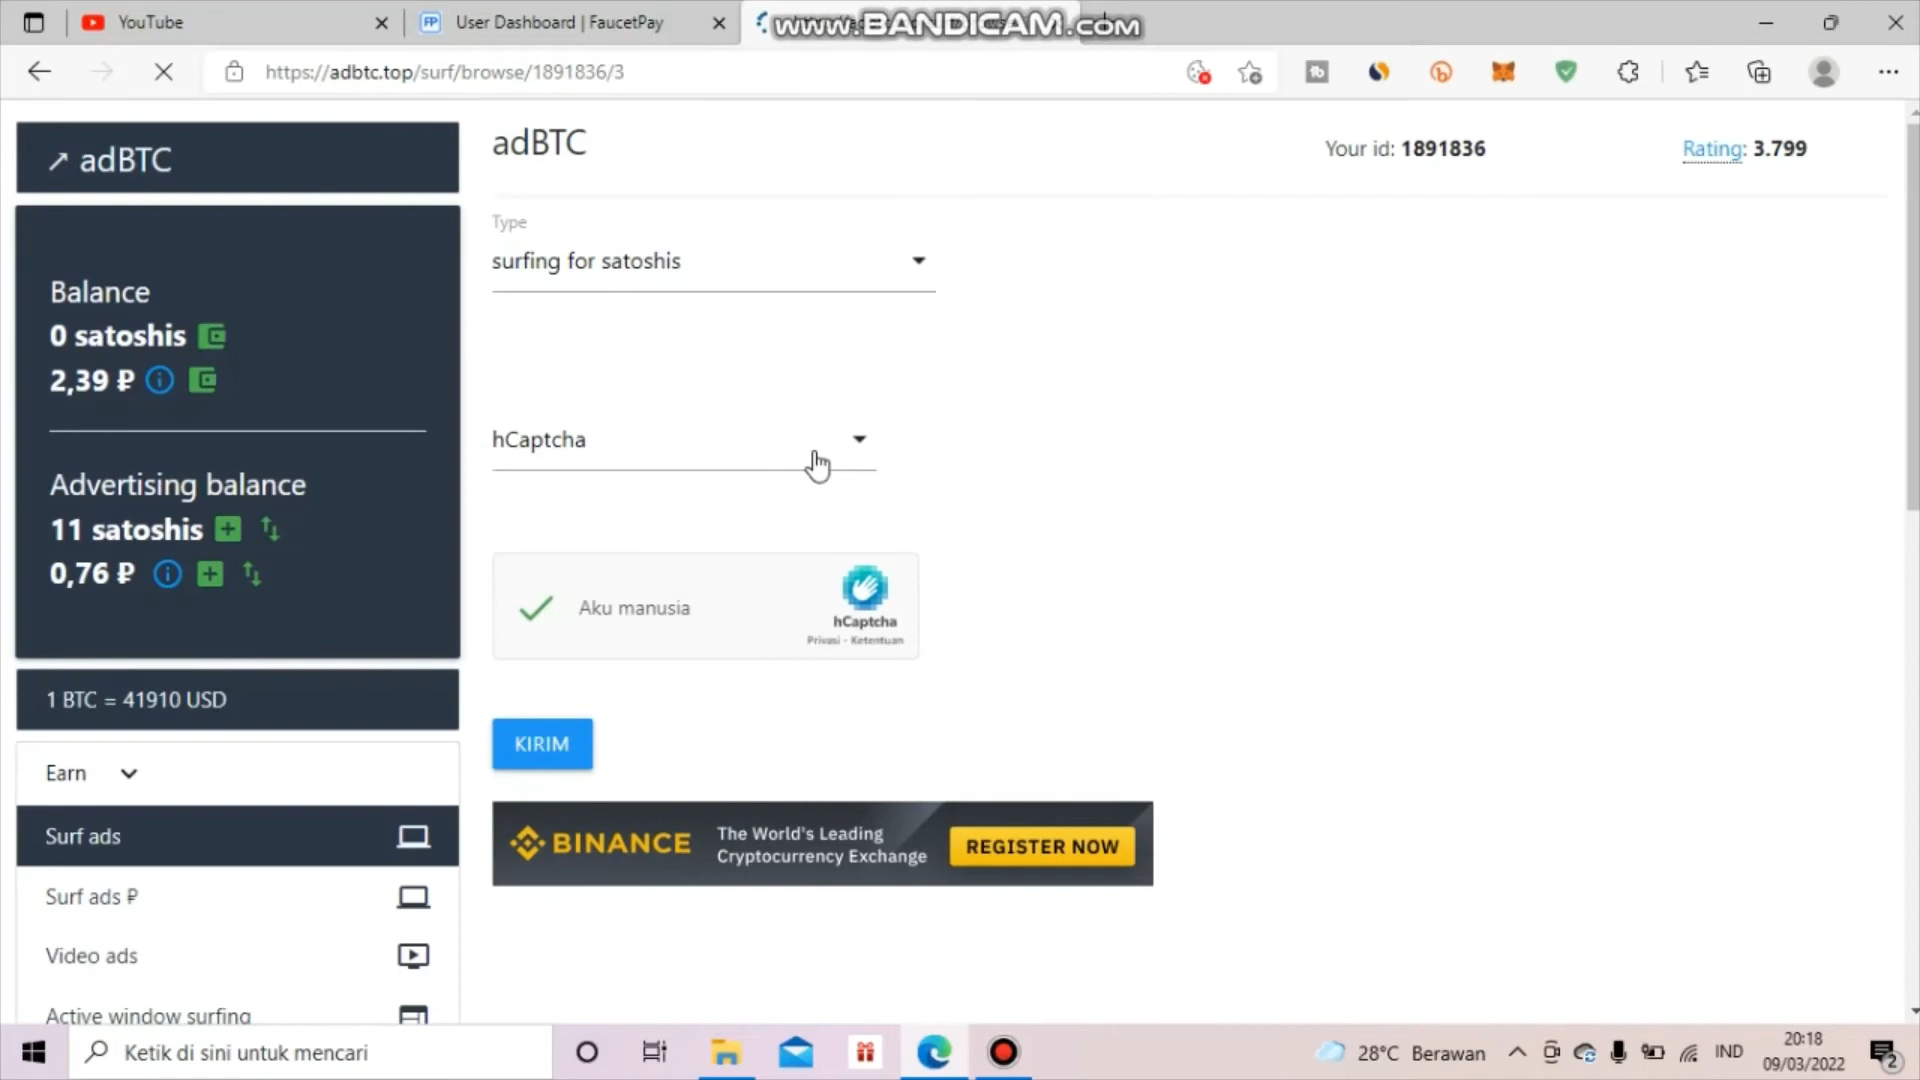 YouTube
User Dashboard | FaucetPay
www.BANDICAM.com
https://adbtc.top/surf/browse/1891836/3
adBTC
adBTC
Your id: 1891836
Rating: 3.799
Type
surfing for satoshis
Balance
0 satoshis
2,39 ₽
hCaptcha
Advertising balance
11 satoshis
0,76 ₽
Aku manusia
hCaptcha
Privasi - Ketentuan
1 BTC = 41910 USD
KIRIM
Earn
BINANCE
The World's Leading
Cryptocurrency Exchange
REGISTER NOW
Surf ads
Surf ads ₽
Video ads
Active window surfing
Ketik di sini untuk mencari
28°C Berawan
IND
20:18
09/03/2022
2